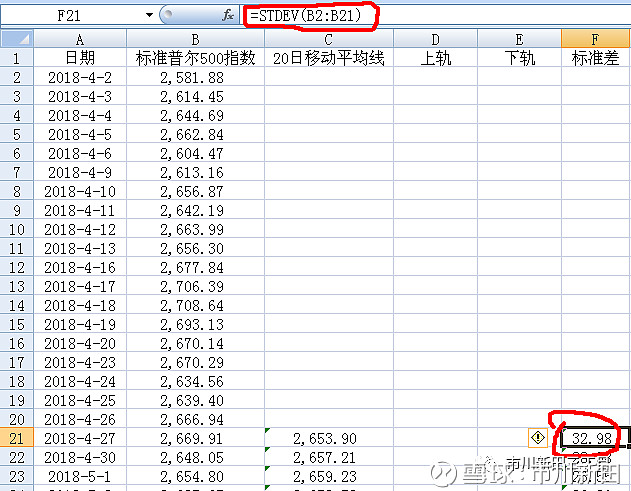 F21 fx =STDEV(B2:B21)
A B C D E F
1 日期 标准普尔500指数 20日移动平均线 上轨 下轨 标准差
2 2018-4-2 2,581.88
3 2018-4-3 2,614.45
4 2018-4-4 2,644.69
5 2018-4-5 2,662.84
6 2018-4-6 2,604.47
7 2018-4-9 2,613.16
8 2018-4-10 2,656.87
9 2018-4-11 2,642.19
10 2018-4-12 2,663.99
11 2018-4-13 2,656.30
12 2018-4-16 2,677.84
13 2018-4-17 2,706.39
14 2018-4-18 2,708.64
15 2018-4-19 2,693.13
16 2018-4-20 2,670.14
17 2018-4-23 2,670.29
18 2018-4-24 2,634.56
19 2018-4-25 2,639.40
20 2018-4-26 2,666.94
21 2018-4-27 2,669.91 2,653.90 32.98
22 2018-4-30 2,648.05 2,657.21
23 2018-5-1 2,654.80 2,659.23
雪球:市川新田